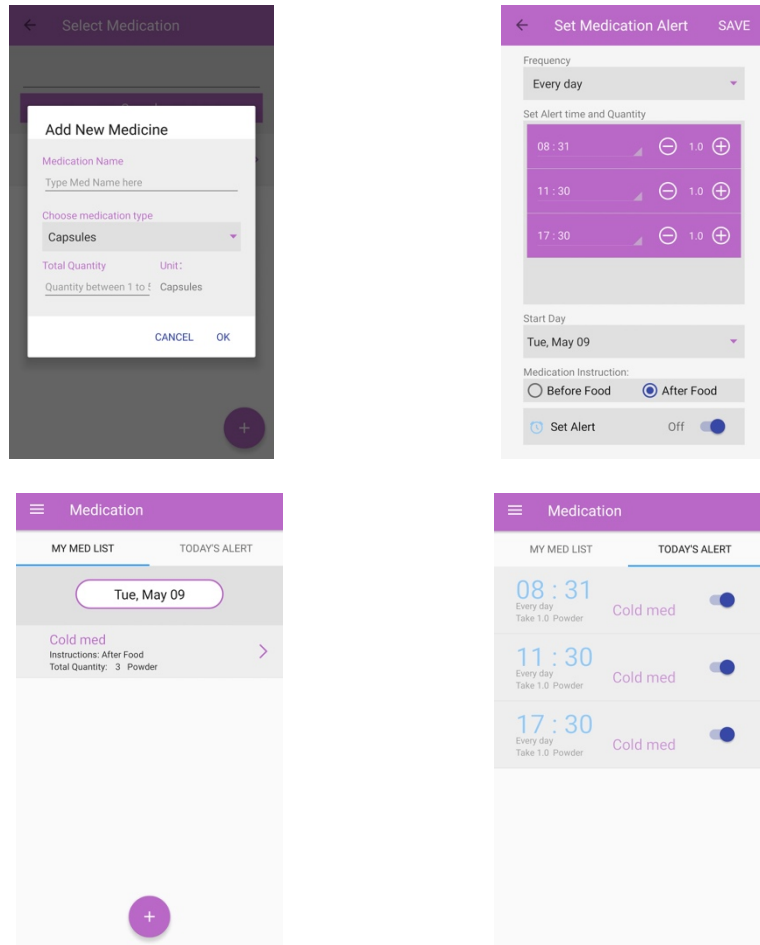 Select Medication
Add New Medicine
Medication Name
Type Med Name here
Choose medication type
Capsules
Total Quantity Unit:
Quantity between 1 to Capsules
CANCEL OK
+
Set Medication Alert SAVE
Frequency
Every day
Set Alert time and Quantity
08 : 31 1.0
11 : 30 1.0
17 : 30 1.0
Start Day
Tue, May 09
Medication Instruction:
Before Food After Food
Set Alert Off
Medication
MY MED LIST TODAY'S ALERT
Tue, May 09
Cold med
Instructions: After Food
Total Quantity: 3 Powder
+
Medication
MY MED LIST TODAY'S ALERT
08 : 31
Every day
Take 1.0 Powder
Cold med
11 : 30
Every day
Take 1.0 Powder
Cold med
17 : 30
Every day
Take 1.0 Powder
Cold med